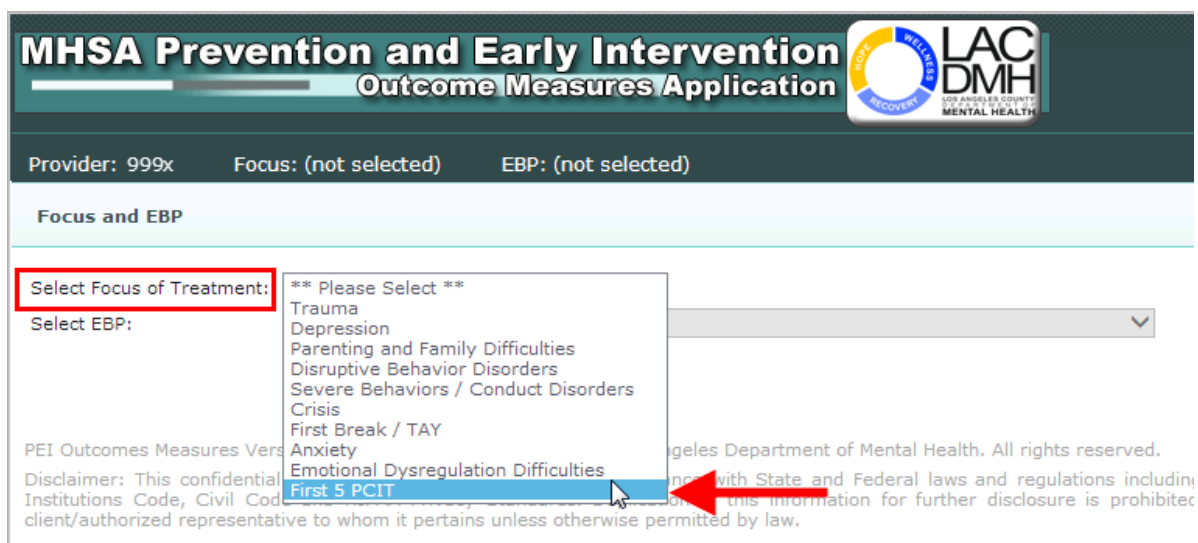 MHSA Prevention and Early Intervention
Outcome Measures Application
HOPE
WELLNESS
RECOVERY
LAC
DMH
LOS ANGELES COUNTY
DEPARTMENT OF
MENTAL HEALTH
Provider: 999x Focus: (not selected) EBP: (not selected)
Focus and EBP
Select Focus of Treatment:
** Please Select **
Trauma
Select EBP:
Depression
Parenting and Family Difficulties
Disruptive Behavior Disorders
Severe Behaviors / Conduct Disorders
Crisis
First Break / TAY
Anxiety
Emotional Dysregulation Difficulties
First 5 PCIT
PEI Outcomes Measures geles Department of Mental Health. All rights reserved.
Disclaimer: This confidential with State and Federal laws and regulations including
Institutions Code, Civil this information for further disclosure is prohibited
client/authorized representative to whom it pertains unless otherwise permitted by law.